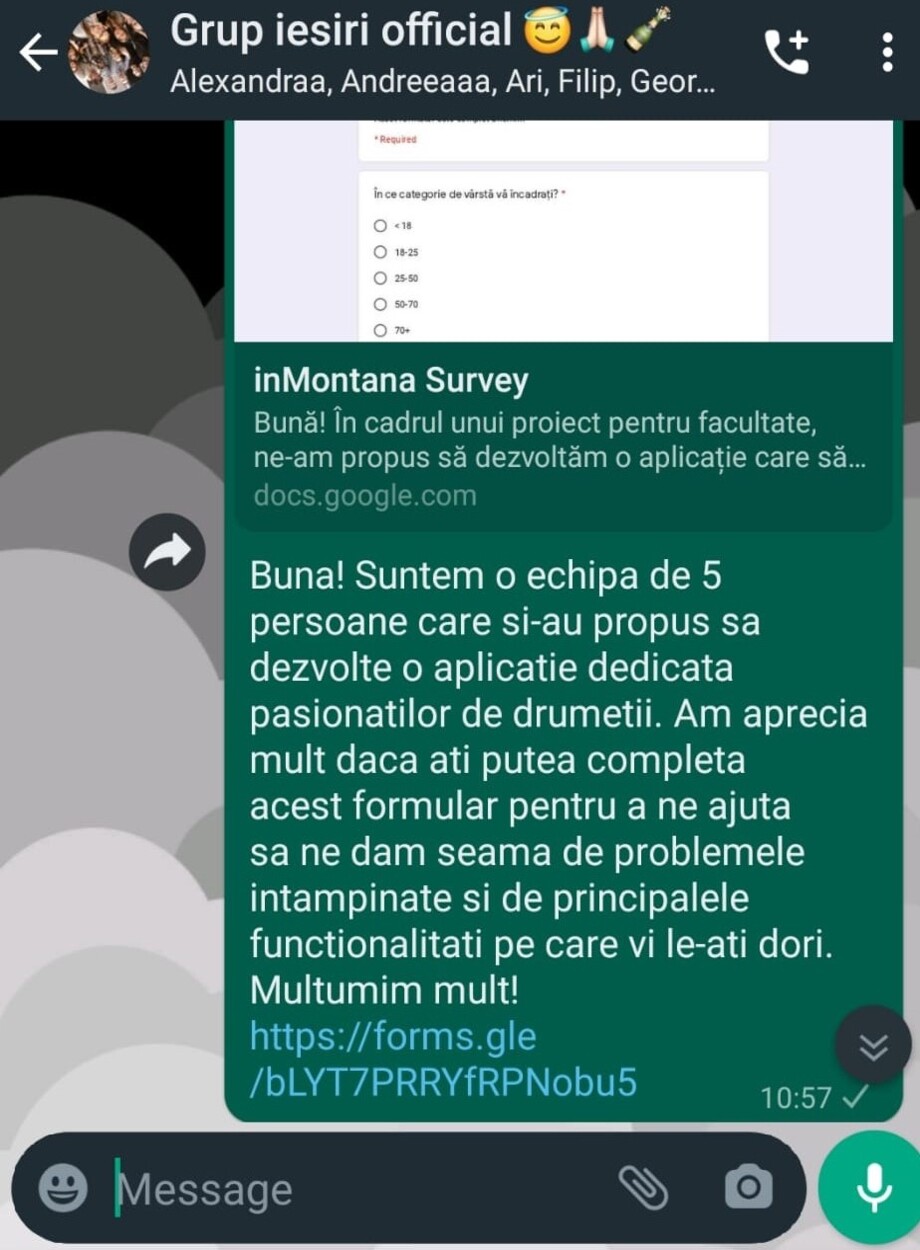 Grup iesiri official 😇🙏🏻🍾
Alexandraa, Andreeaaa, Ari, Filip, Geor...
* Required
În ce categorie de vârstă vă încadrați? *
< 18
18-25
25-50
50-70
70+
inMontana Survey
Bună! În cadrul unui proiect pentru facultate,
ne-am propus să dezvoltăm o aplicație care să...
docs.google.com
Buna! Suntem o echipa de 5
persoane care si-au propus sa
dezvolte o aplicatie dedicata
pasionatilor de drumetii. Am aprecia
mult daca ati putea completa
acest formular pentru a ne ajuta
sa ne dam seama de problemele
intampinate si de principalele
functionalitati pe care vi le-ati dori.
Multumim mult!
https://forms.gle
/bLYT7PRRYfRPNobu5
10:57
Message